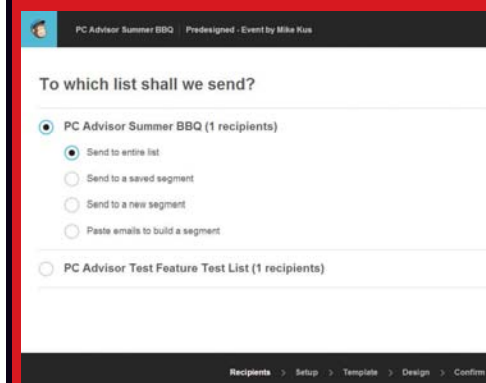 PC Advisor Summer BBQ | Predesigned - Event by Mike Kus
To which list shall we send?
PC Advisor Summer BBQ (1 recipients)
Send to entire list
Send to a saved segment
Send to a new segment
Paste emails to build a segment
PC Advisor Test Feature Test List (1 recipients)
Recipients > Setup > Template > Design > Confirm